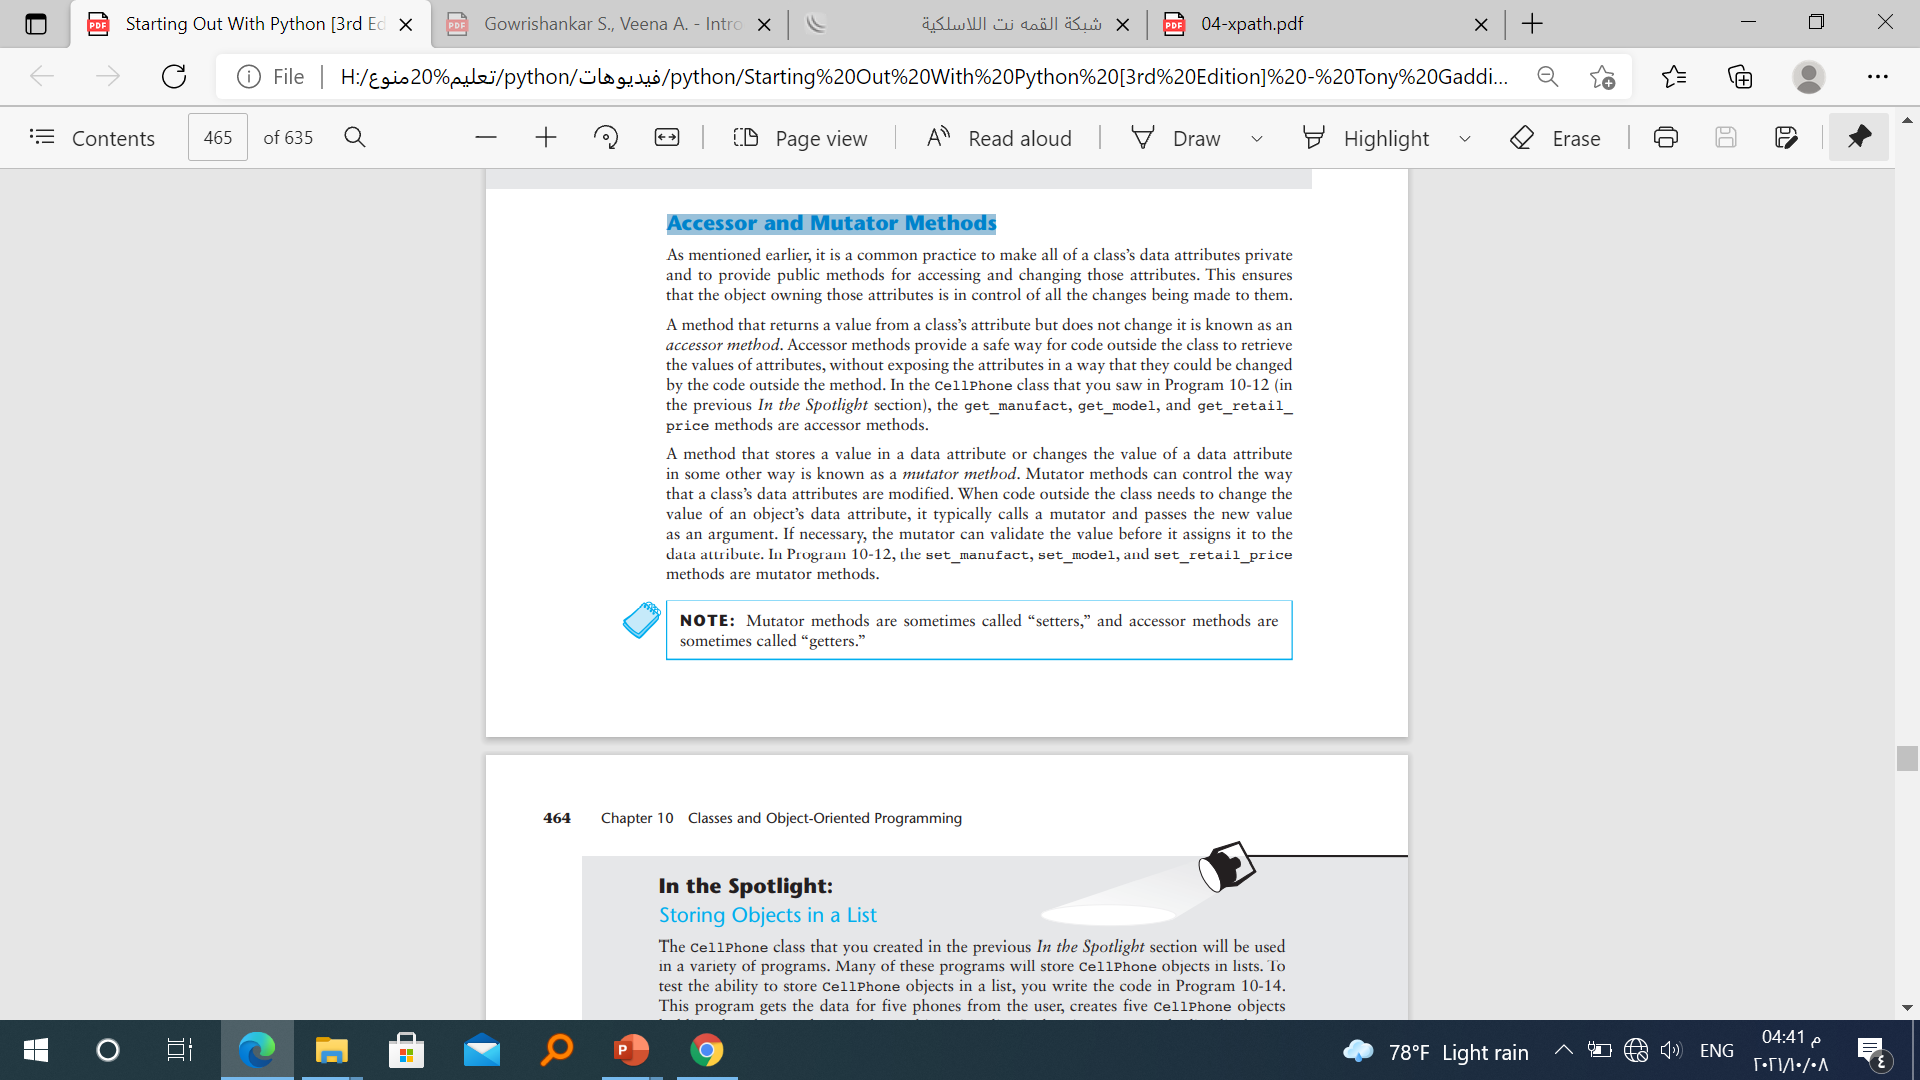 Starting Out With Python [3rd Ed
Gowrishankar S., Veena A. - Intro
شبكة القمه نت اللاسلكية
04-xpath.pdf
File
H:/تعليم%20منوع/python/فيديوهات/python/Starting%20Out%20With%20Python%20[3rd%20Edition]%20-%20Tony%20Gaddi...
Contents
465
of 635
Page view
Read aloud
Draw
Highlight
Erase
Accessor and Mutator Methods
As mentioned earlier, it is a common practice to make all of a class’s data attributes private
and to provide public methods for accessing and changing those attributes. This ensures
that the object owning those attributes is in control of all the changes being made to them.
A method that returns a value from a class’s attribute but does not change it is known as an
accessor method. Accessor methods provide a safe way for code outside the class to retrieve
the values of attributes, without exposing the attributes in a way that they could be changed
by the code outside the method. In the CellPhone class that you saw in Program 10-12 (in
the previous In the Spotlight section), the get_manufact, get_model, and get_retail_
price methods are accessor methods.
A method that stores a value in a data attribute or changes the value of a data attribute
in some other way is known as a mutator method. Mutator methods can control the way
that a class’s data attributes are modified. When code outside the class needs to change the
value of an object’s data attribute, it typically calls a mutator and passes the new value
as an argument. If necessary, the mutator can validate the value before it assigns it to the
data attribute. In Program 10-12, the set_manufact, set_model, and set_retail_price
methods are mutator methods.
NOTE: Mutator methods are sometimes called “setters,” and accessor methods are
sometimes called “getters.”
464 Chapter 10 Classes and Object-Oriented Programming
In the Spotlight:
Storing Objects in a List
The CellPhone class that you created in the previous In the Spotlight section will be used
in a variety of programs. Many of these programs will store CellPhone objects in lists. To
test the ability to store CellPhone objects in a list, you write the code in Program 10-14.
This program gets the data for five phones from the user, creates five CellPhone objects
78°F Light rain
ENG
04:41 م
٢٠٢١/١٠/٠٨
٤